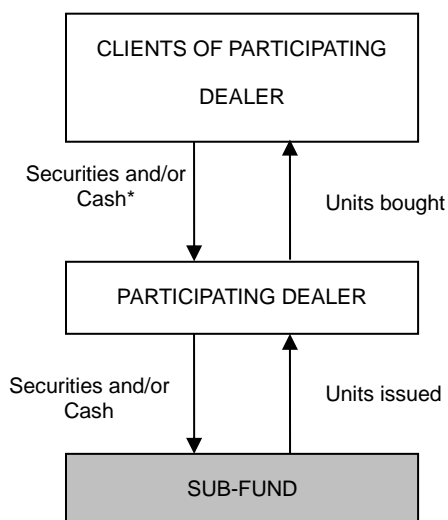 CLIENTS OF PARTICIPATING
DEALER
Securities and/or
Cash*
Units bought
PARTICIPATING DEALER
Securities and/or
Cash
Units issued
SUB-FUND